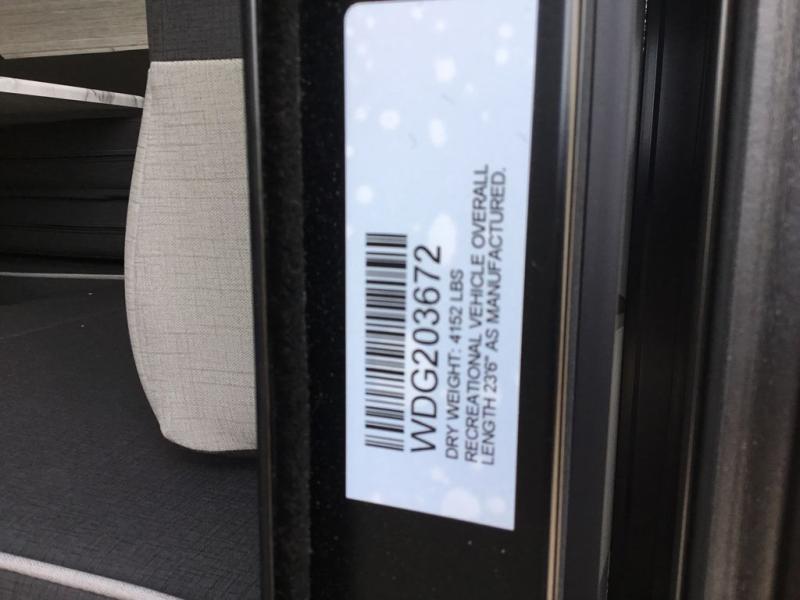 WDG203672
DRY WEIGHT: 4152 LBS
RECREATIONAL VEHICLE OVERALL
LENGTH 23'6" AS MANUFACTURED.